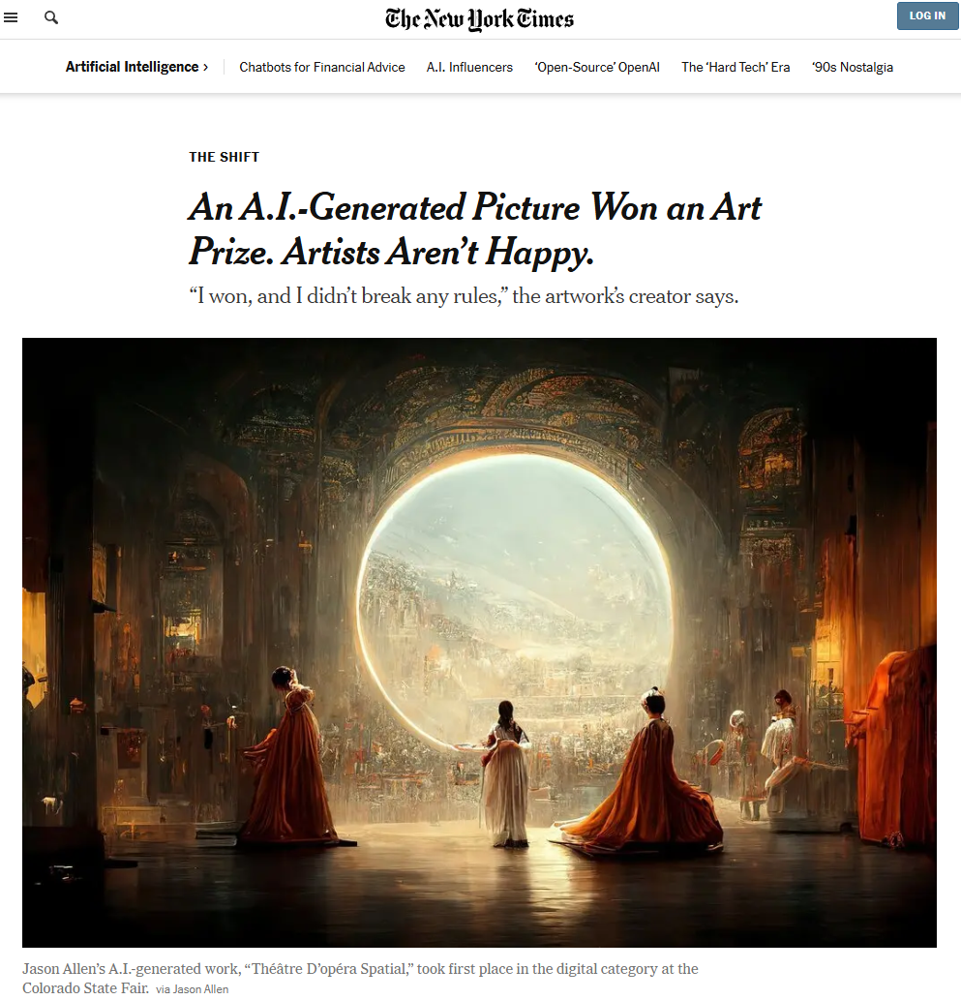 The New York Times
LOG IN
Artificial Intelligence ›
Chatbots for Financial Advice
A.I. Influencers
‘Open-Source’ OpenAI
The ‘Hard Tech’ Era
’90s Nostalgia
THE SHIFT
An A.I.-Generated Picture Won an Art
Prize. Artists Aren’t Happy.
“I won, and I didn’t break any rules,” the artwork’s creator says.
Jason Allen’s A.I.-generated work, “Théâtre D’opéra Spatial,” took first place in the digital category at the
Colorado State Fair. via Jason Allen